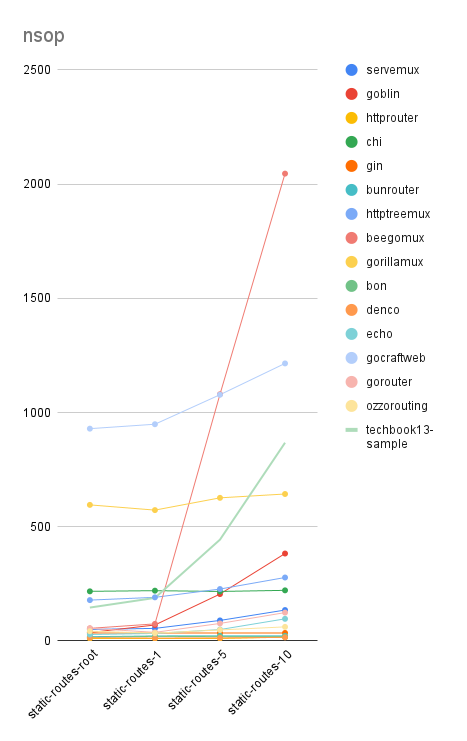 nsop
2500
2000
1500
1000
500
0
static-routes-root
static-routes-1
static-routes-5
static-routes-10
servemux
goblin
httprouter
chi
gin
bunrouter
httptreemux
beegomux
gorillamux
bon
denco
echo
gocraftweb
gorouter
ozzorouting
techbook13-
sample